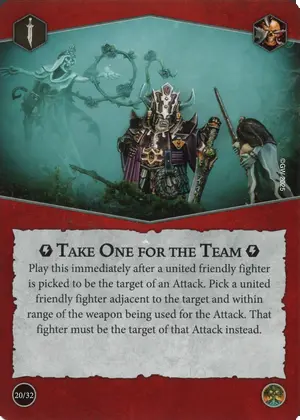 ©GW 2025
TAKE ONE FOR THE TEAM
Play this immediately after a united friendly fighter
is picked to be the target of an Attack. Pick a united
friendly fighter adjacent to the target and within
range of the weapon being used for the Attack. That
fighter must be the target of that Attack instead.
20/32